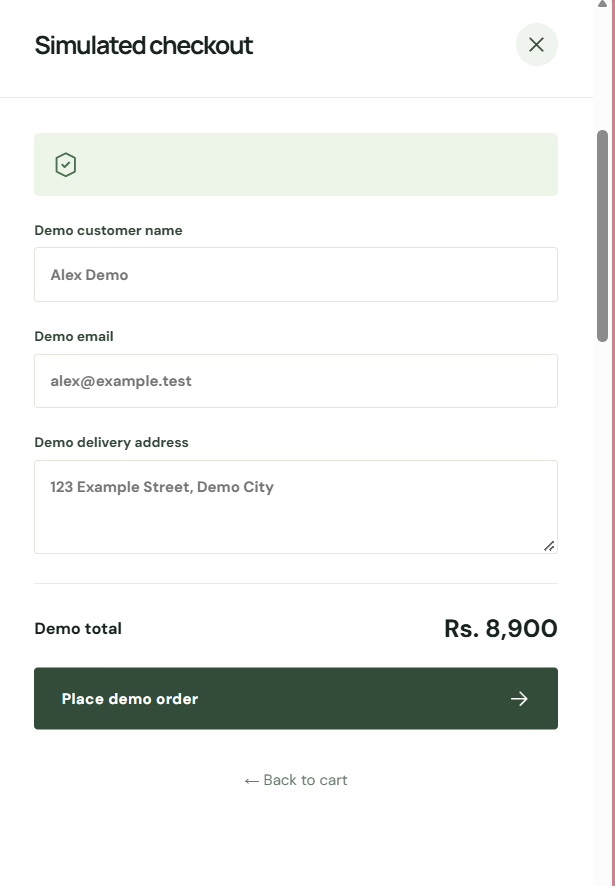 Simulated checkout
Demo customer name
Alex Demo
Demo email
alex@example.test
Demo delivery address
123 Example Street, Demo City
Demo total
Rs. 8,900
Place demo order →
← Back to cart